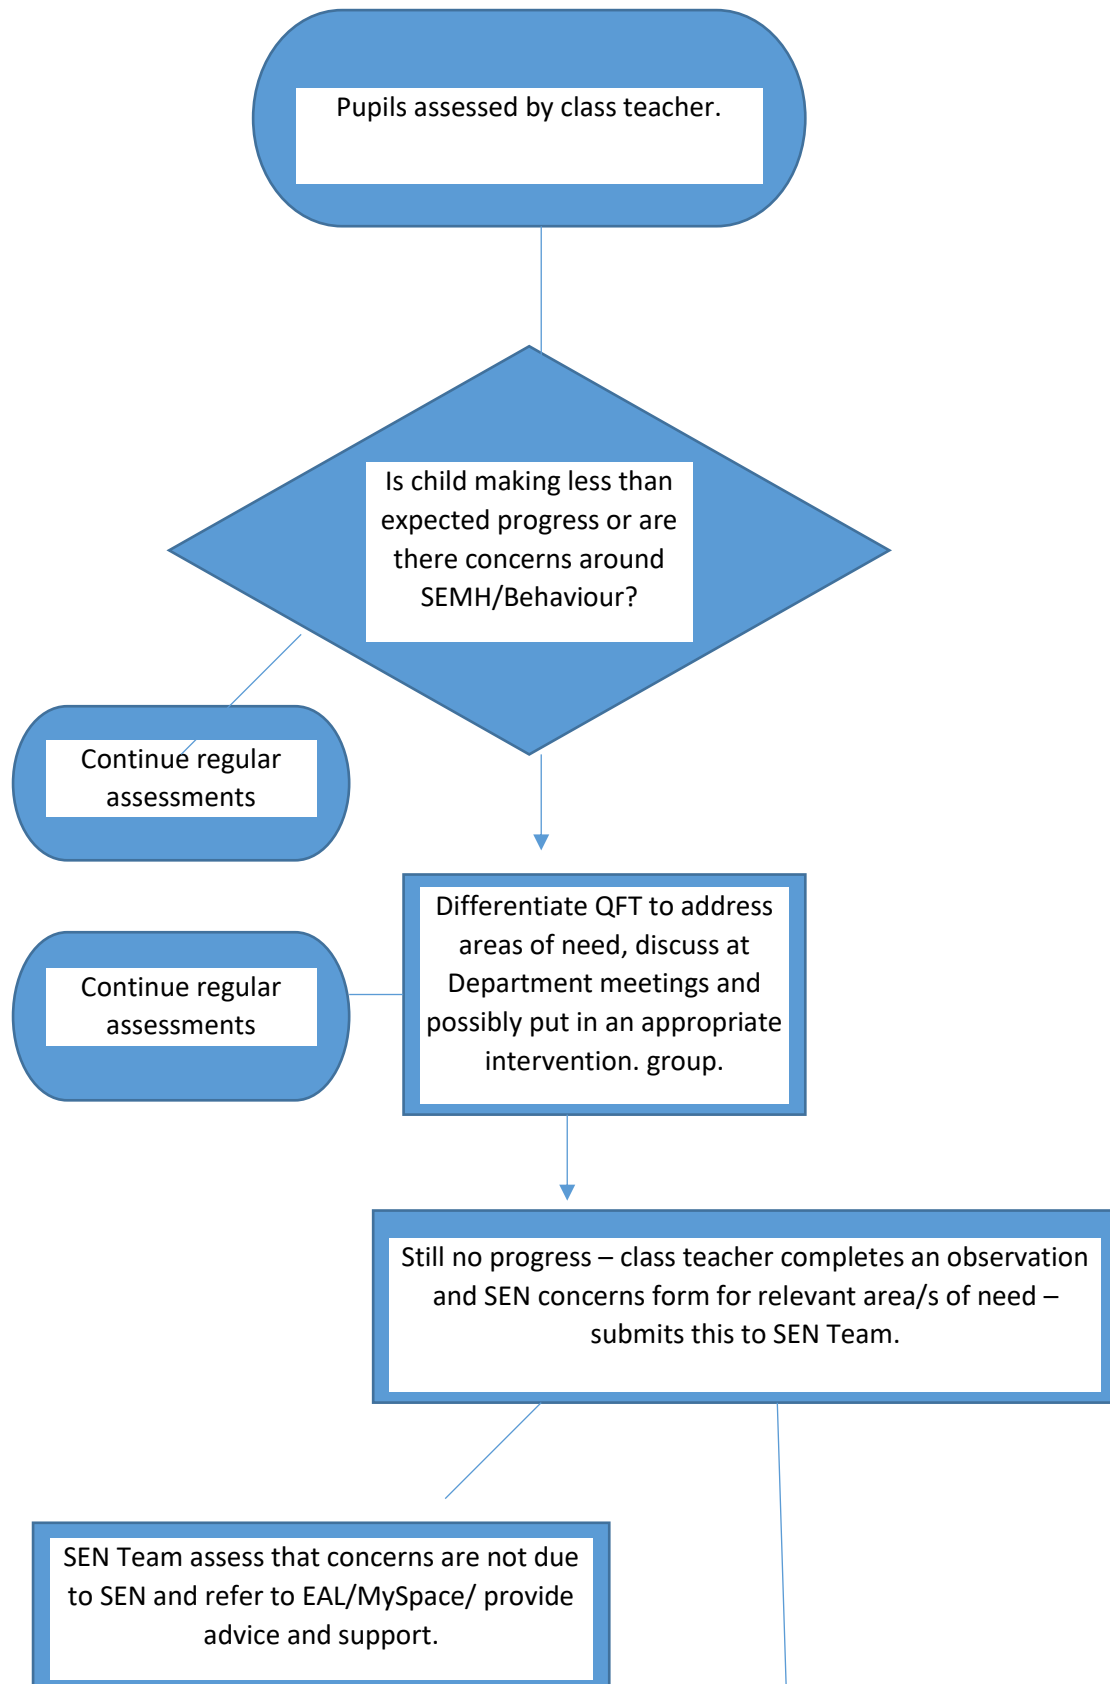 Pupils assessed by class teacher.
Is child making less than
expected progress or are
there concerns around
SEMH/Behaviour?
Continue regular
assessments
Differentiate QFT to address
areas of need, discuss at
Department meetings and
possibly put in an appropriate
intervention. group.
Continue regular
assessments
Still no progress – class teacher completes an observation
and SEN concerns form for relevant area/s of need –
submits this to SEN Team.
SEN Team assess that concerns are not due
to SEN and refer to EAL/MySpace/ provide
advice and support.